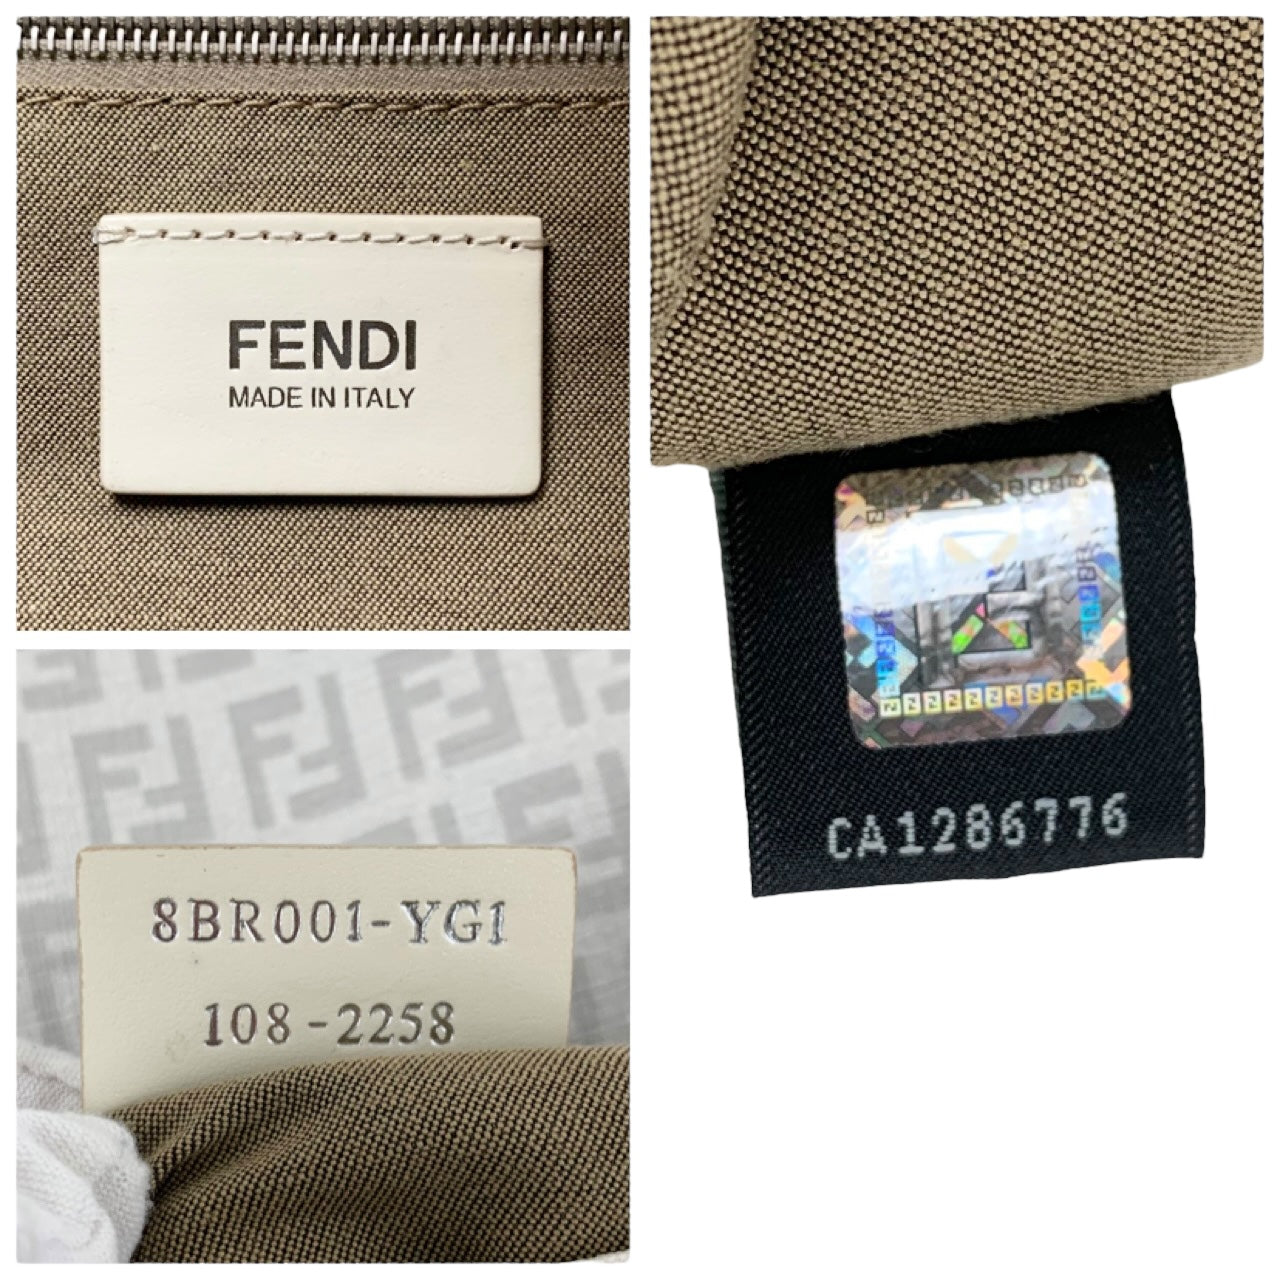 FENDI
MADE IN ITALY
CA1286776
8BR001-YG1
108-2258